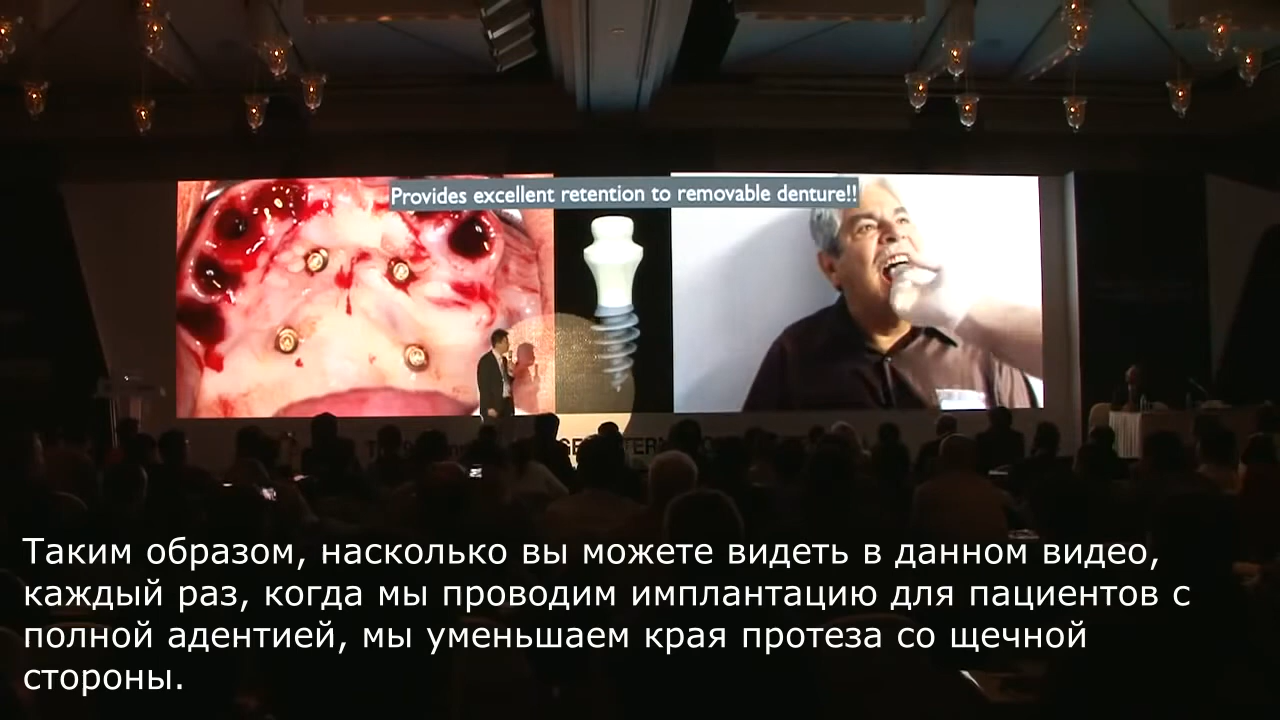 Provides excellent retention to removable denture!!
Таким образом, насколько вы можете видеть в данном видео,
каждый раз, когда мы проводим имплантацию для пациентов с
полной адентией, мы уменьшаем края протеза со щечной
стороны.